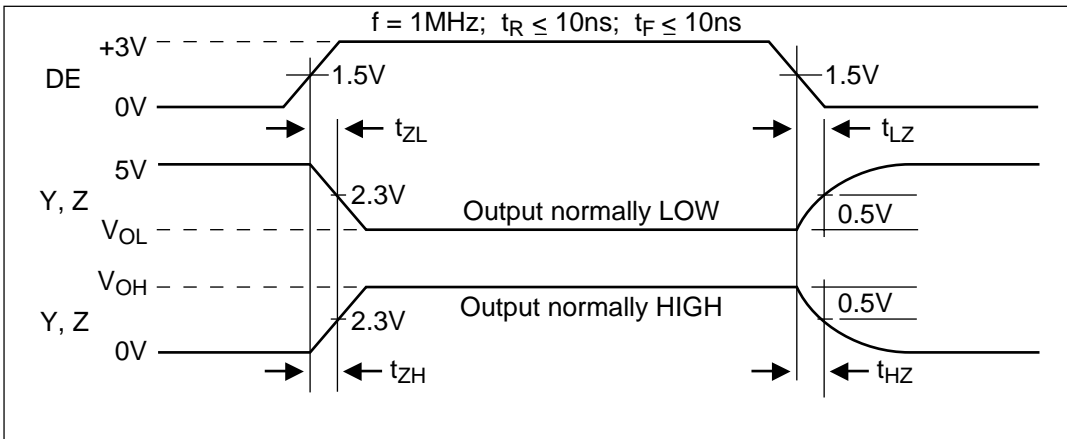 f = 1MHz; tR ≤ 10ns; tF ≤ 10ns
+3V
DE
1.5V
1.5V
0V
tZL
tLZ
5V
Y, Z
2.3V
Output normally LOW
0.5V
VOL
VOH
Output normally HIGH
0.5V
Y, Z
2.3V
0V
tZH
tHZ